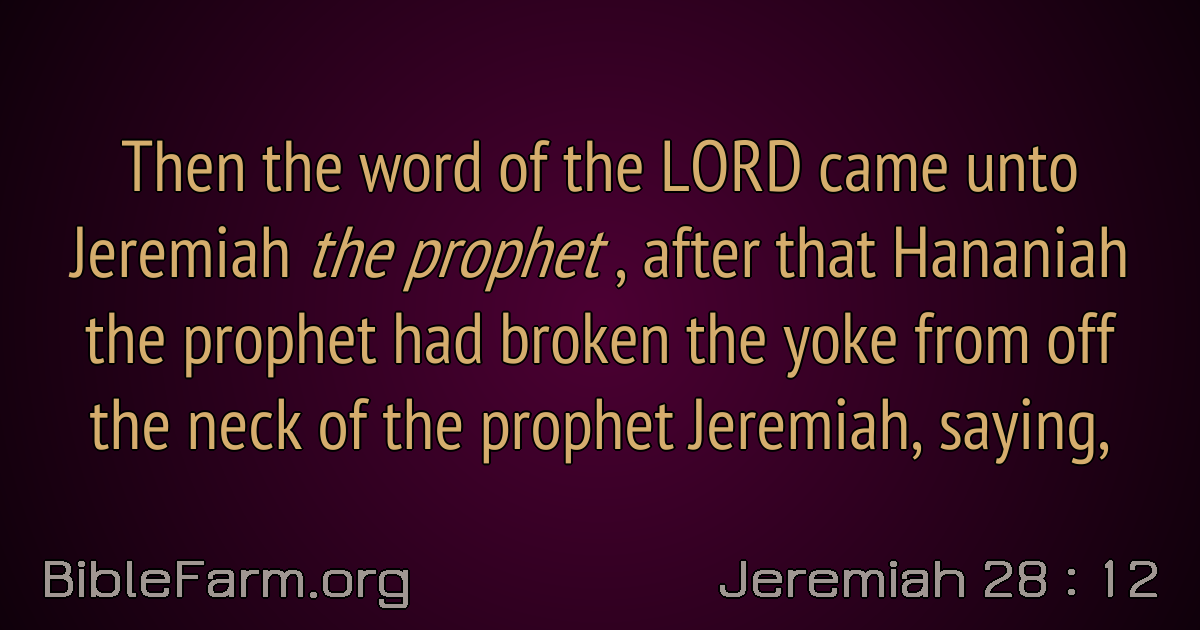 Then the word of the LORD came unto
Jeremiah the prophet , after that Hananiah
the prophet had broken the yoke from off
the neck of the prophet Jeremiah, saying,
BibleFarm.org
Jeremiah 28 : 12